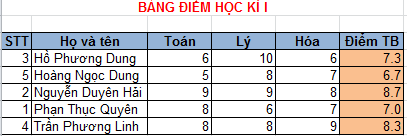 BẢNG ĐIỂM HỌC KÌ I
STT Họ và tên Toán Lý Hóa Điểm TB
3 Hồ Phương Dung 6 10 6 7.3
5 Hoàng Ngọc Dung 5 8 7 6.7
2 Nguyễn Duyên Hải 9 9 8 8.7
1 Phạn Thục Quyên 8 6 7 7.0
4 Trần Phương Linh 8 8 9 8.3